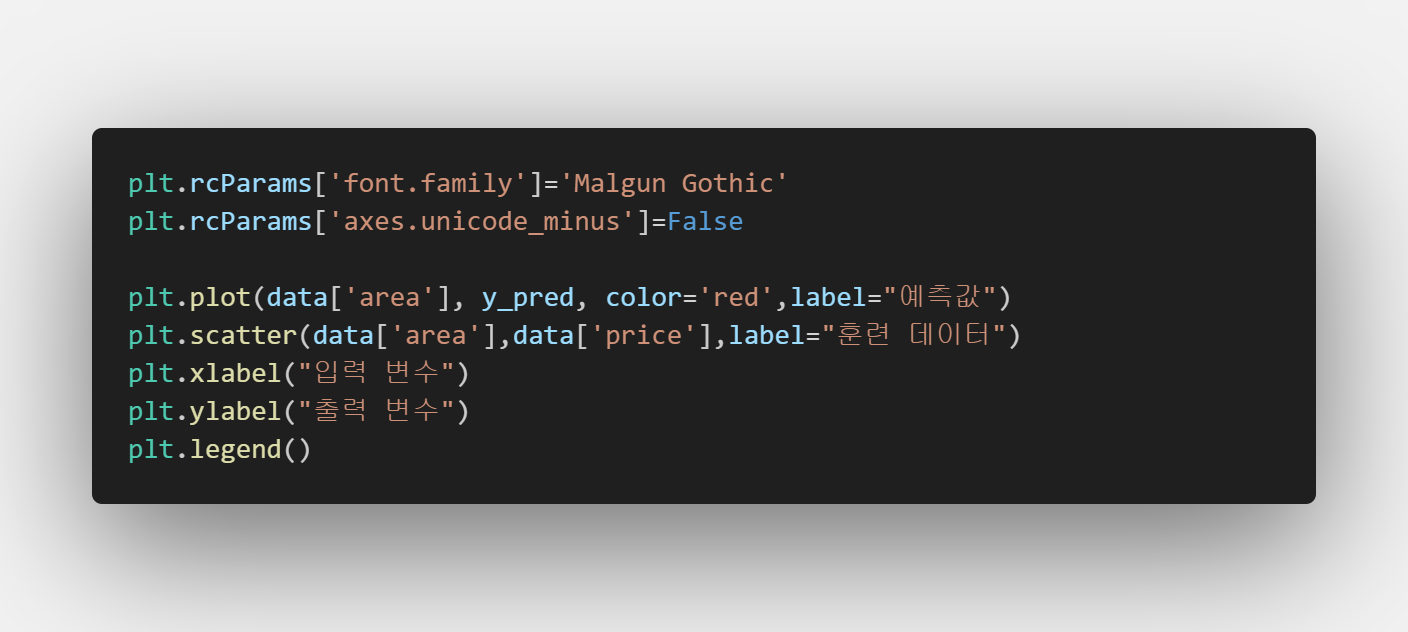 plt.rcParams['font.family']='Malgun Gothic'
plt.rcParams['axes.unicode_minus']=False
plt.plot(data['area'], y_pred, color='red',label="예측값")
plt.scatter(data['area'],data['price'],label="훈련 데이터")
plt.xlabel("입력 변수")
plt.ylabel("출력 변수")
plt.legend()